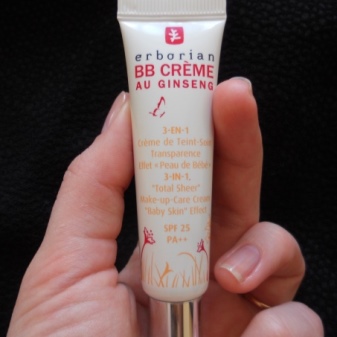 erborian
BB CRÈME
AU GINSENG
3-EN-1
Crème de Teint-Soin
Transparence
Effet «Peau de Bébé»
3-IN-1,
"Total Sheer"
Make-up-Care Cream
"Baby Skin" Effect
SPF 25
PA++